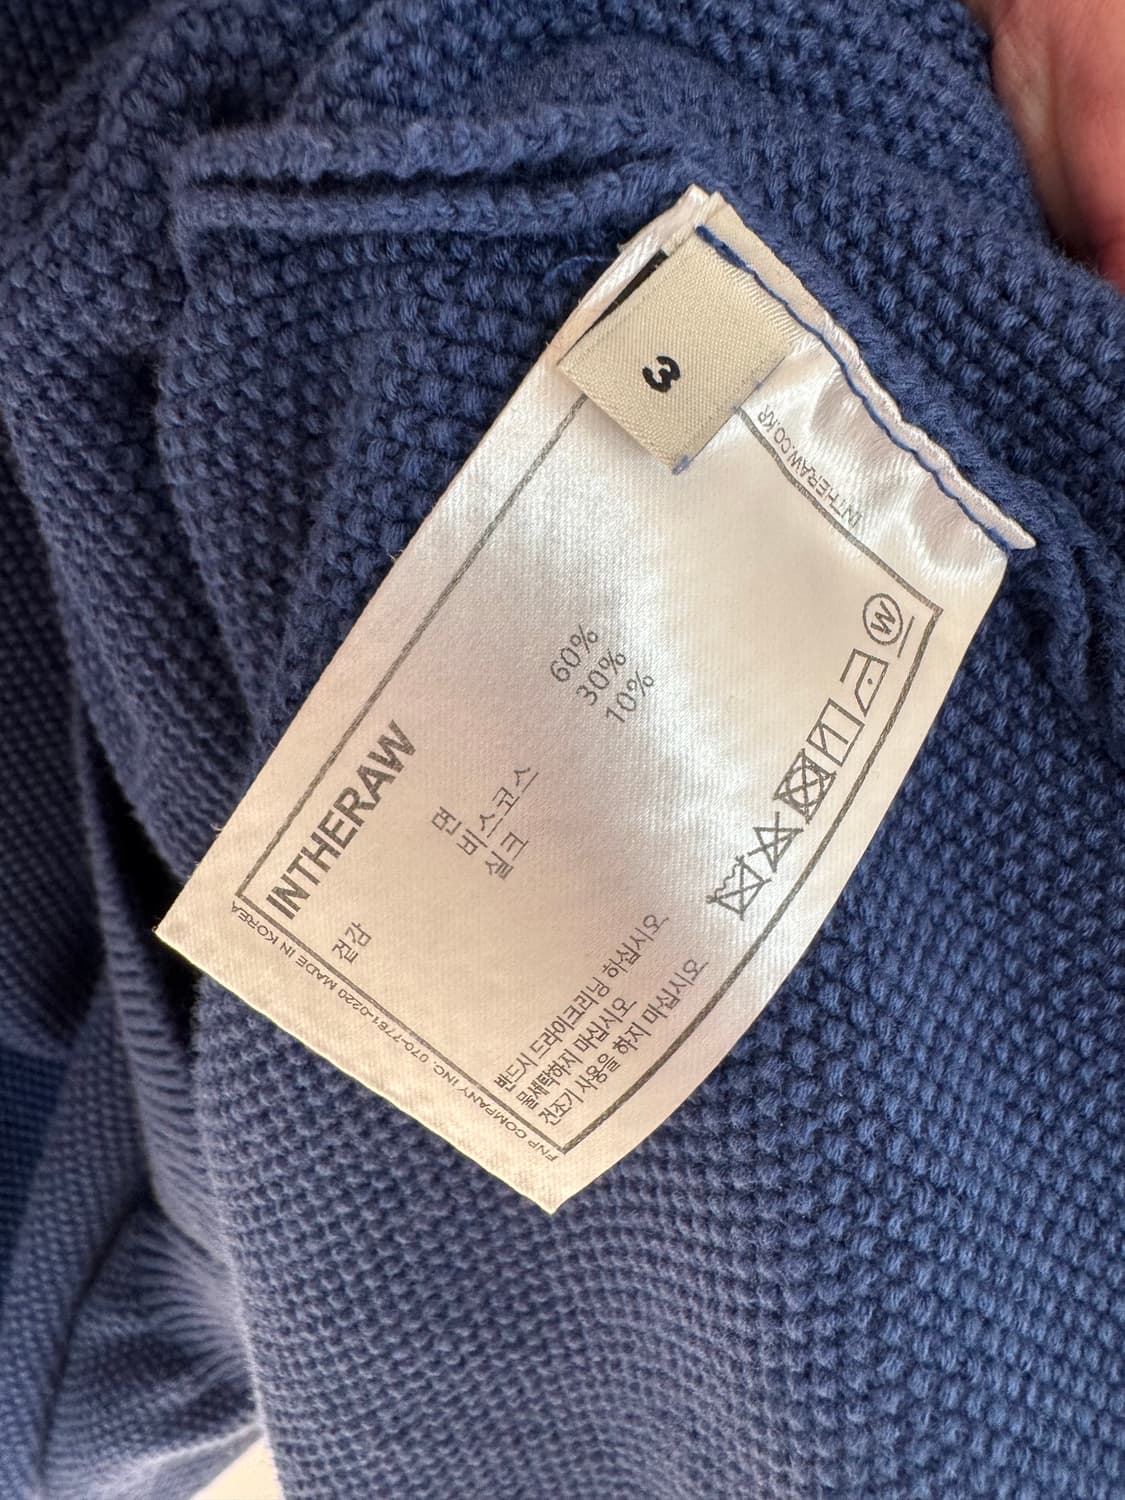 3
INTHERAW
겉감
면 60%
비스코스 30%
실크 10%
반드시 드라이크리닝 하십시오
물세탁하지 마십시오
건조기 사용을 하지 마십시오
W
INTHERAW.CO.KR
FNP COMPANY INC. 070-7781-0220 MADE IN KOREA